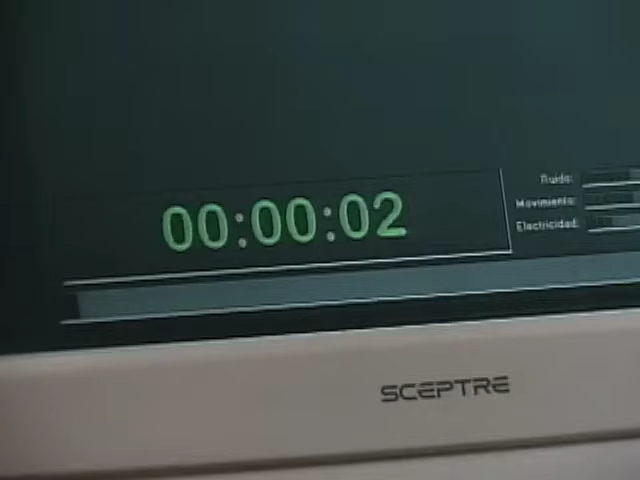 00:00:02
Ruido:
Movimiento:
Electricidad:
SCEPTRE